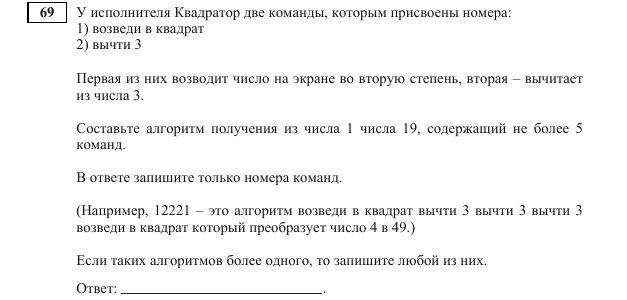 69
У исполнителя Квадратор две команды, которым присвоены номера:
1) возведи в квадрат
2) вычти 3
Первая из них возводит число на экране во вторую степень, вторая – вычитает
из числа 3.
Составьте алгоритм получения из числа 1 числа 19, содержащий не более 5
команд.
В ответе запишите только номера команд.
(Например, 12221 – это алгоритм возведи в квадрат вычти 3 вычти 3 вычти 3
возведи в квадрат который преобразует число 4 в 49.)
Если таких алгоритмов более одного, то запишите любой из них.
Ответ: ____________________________.